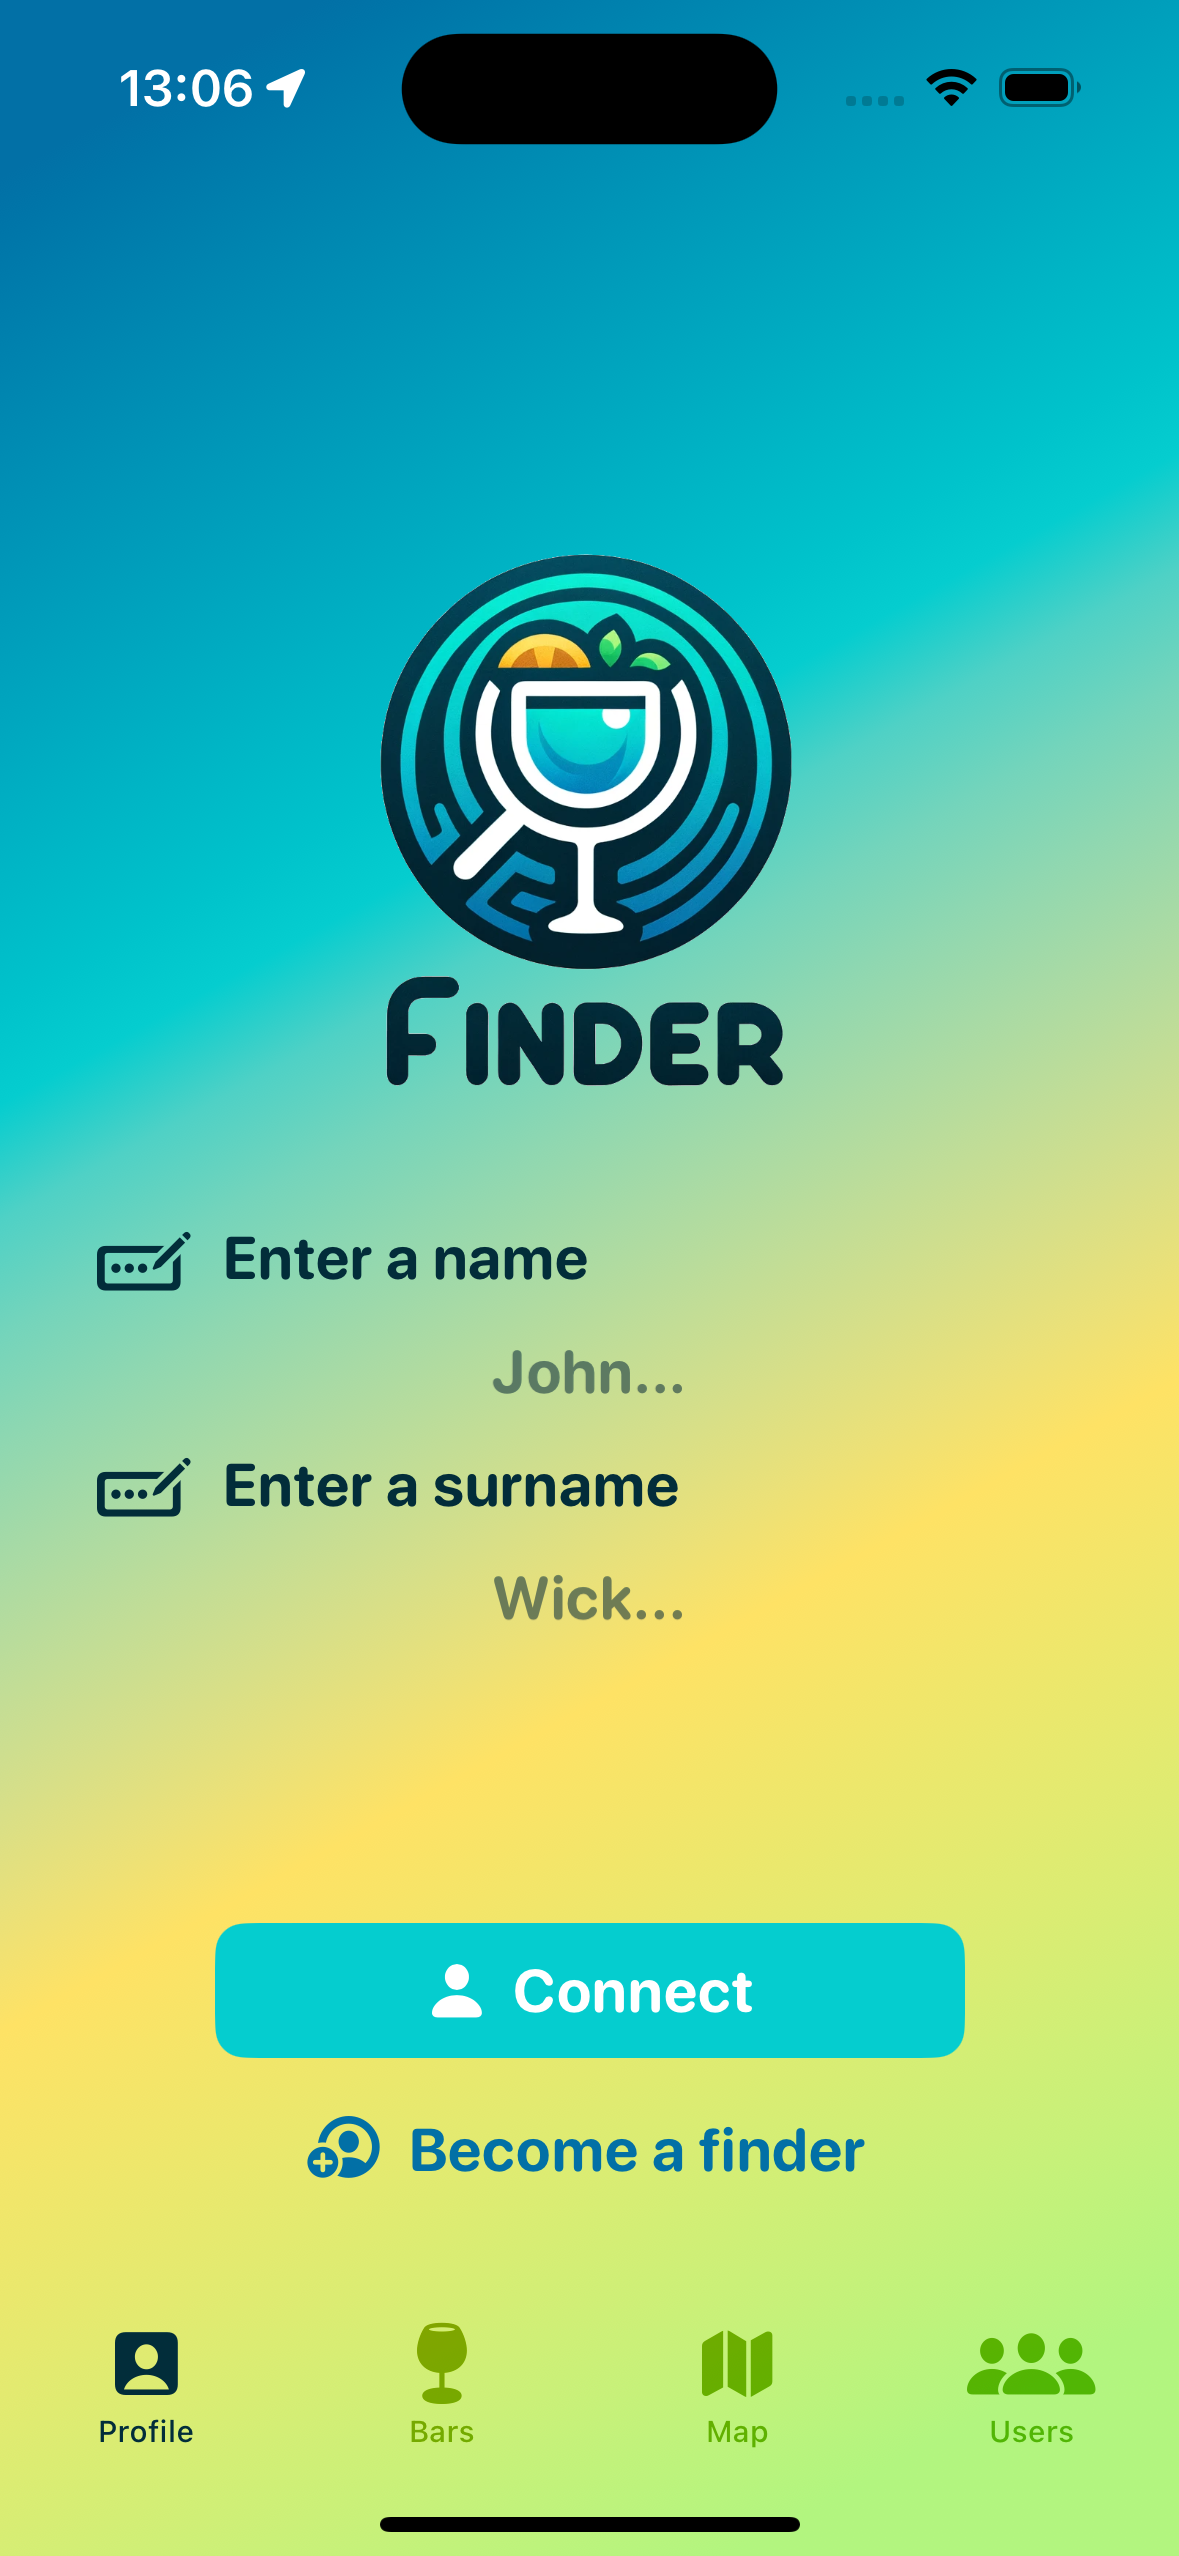 13:06
FINDER
Enter a name
John...
Enter a surname
Wick...
Connect
Become a finder
Profile
Bars
Map
Users